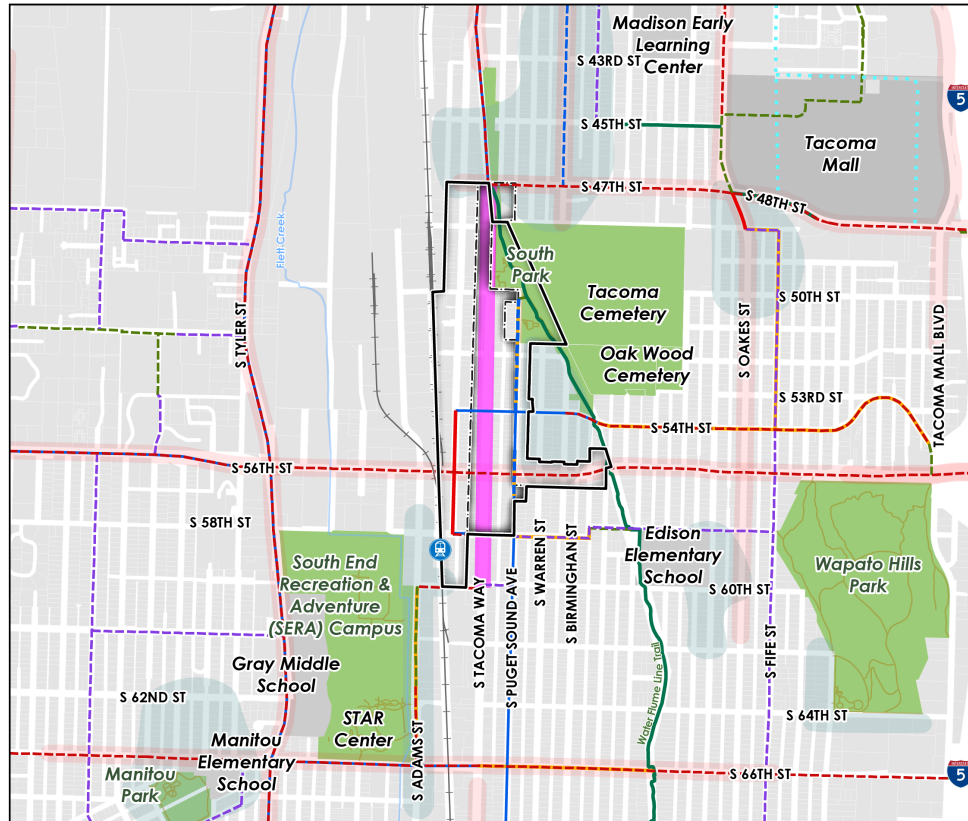 Madison Early
Learning
Center
S 43RD ST
INTERSTATE
5
S 45TH ST
Tacoma
Mall
S 47TH ST
S 48TH ST
Flett Creek
South
Park
Tacoma
Cemetery
S 50TH ST
S TYLER ST
S OAKES ST
TACOMA MALL BLVD
Oak Wood
Cemetery
S 53RD ST
S 54TH ST
S 56TH ST
S 58TH ST
S WARREN ST
S BIRMINGHAM ST
Edison
Elementary
School
South End
Recreation &
Adventure
(SERA) Campus
Wapato Hills
Park
S 60TH ST
S TACOMA WAY
S PUGET SOUND AVE
S FIFE ST
Gray Middle
School
S 62ND ST
Water Flume Line Trail
S 64TH ST
STAR
Center
S ADAMS ST
Manitou
Elementary
School
Manitou
Park
S 66TH ST
INTERSTATE
5